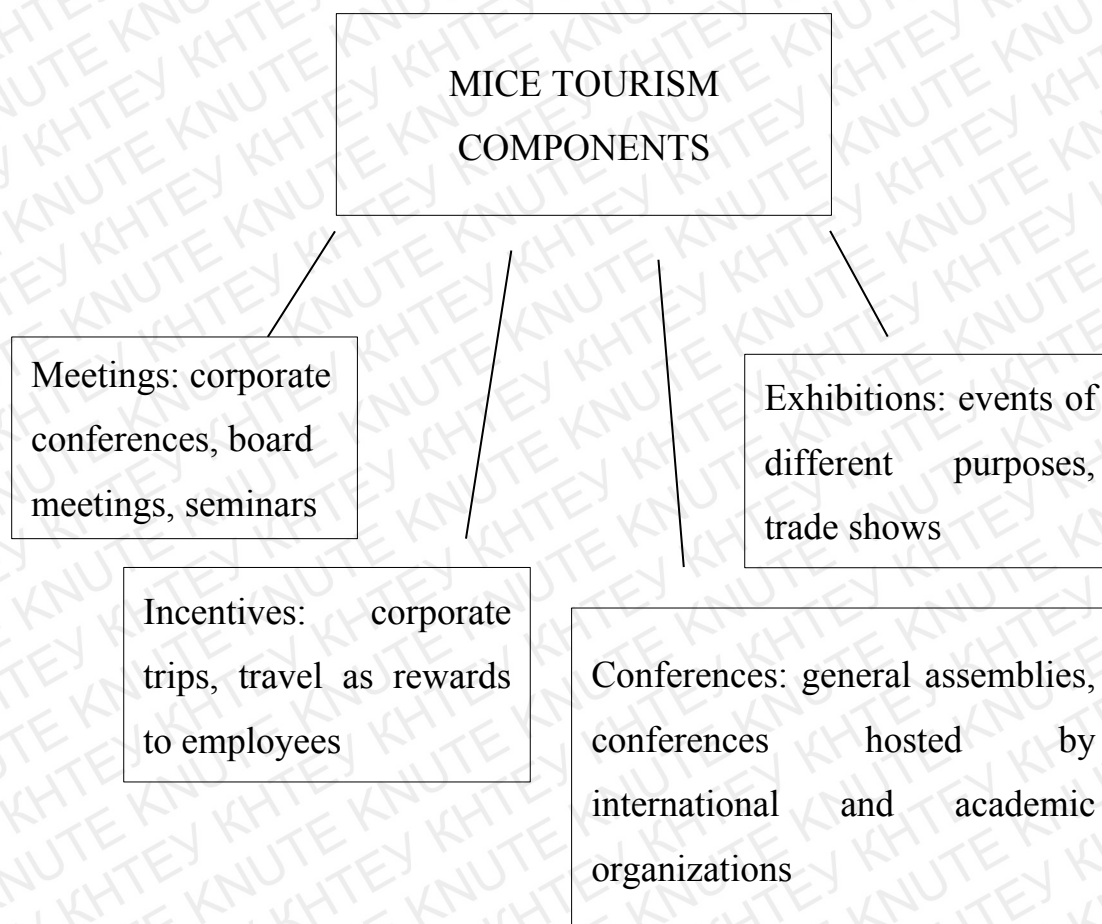 MICE TOURISM
COMPONENTS
Meetings: corporate
conferences, board
meetings, seminars
Exhibitions: events of
different purposes,
trade shows
Incentives: corporate
trips, travel as rewards
to employees
Conferences: general assemblies,
conferences hosted by
international and academic
organizations